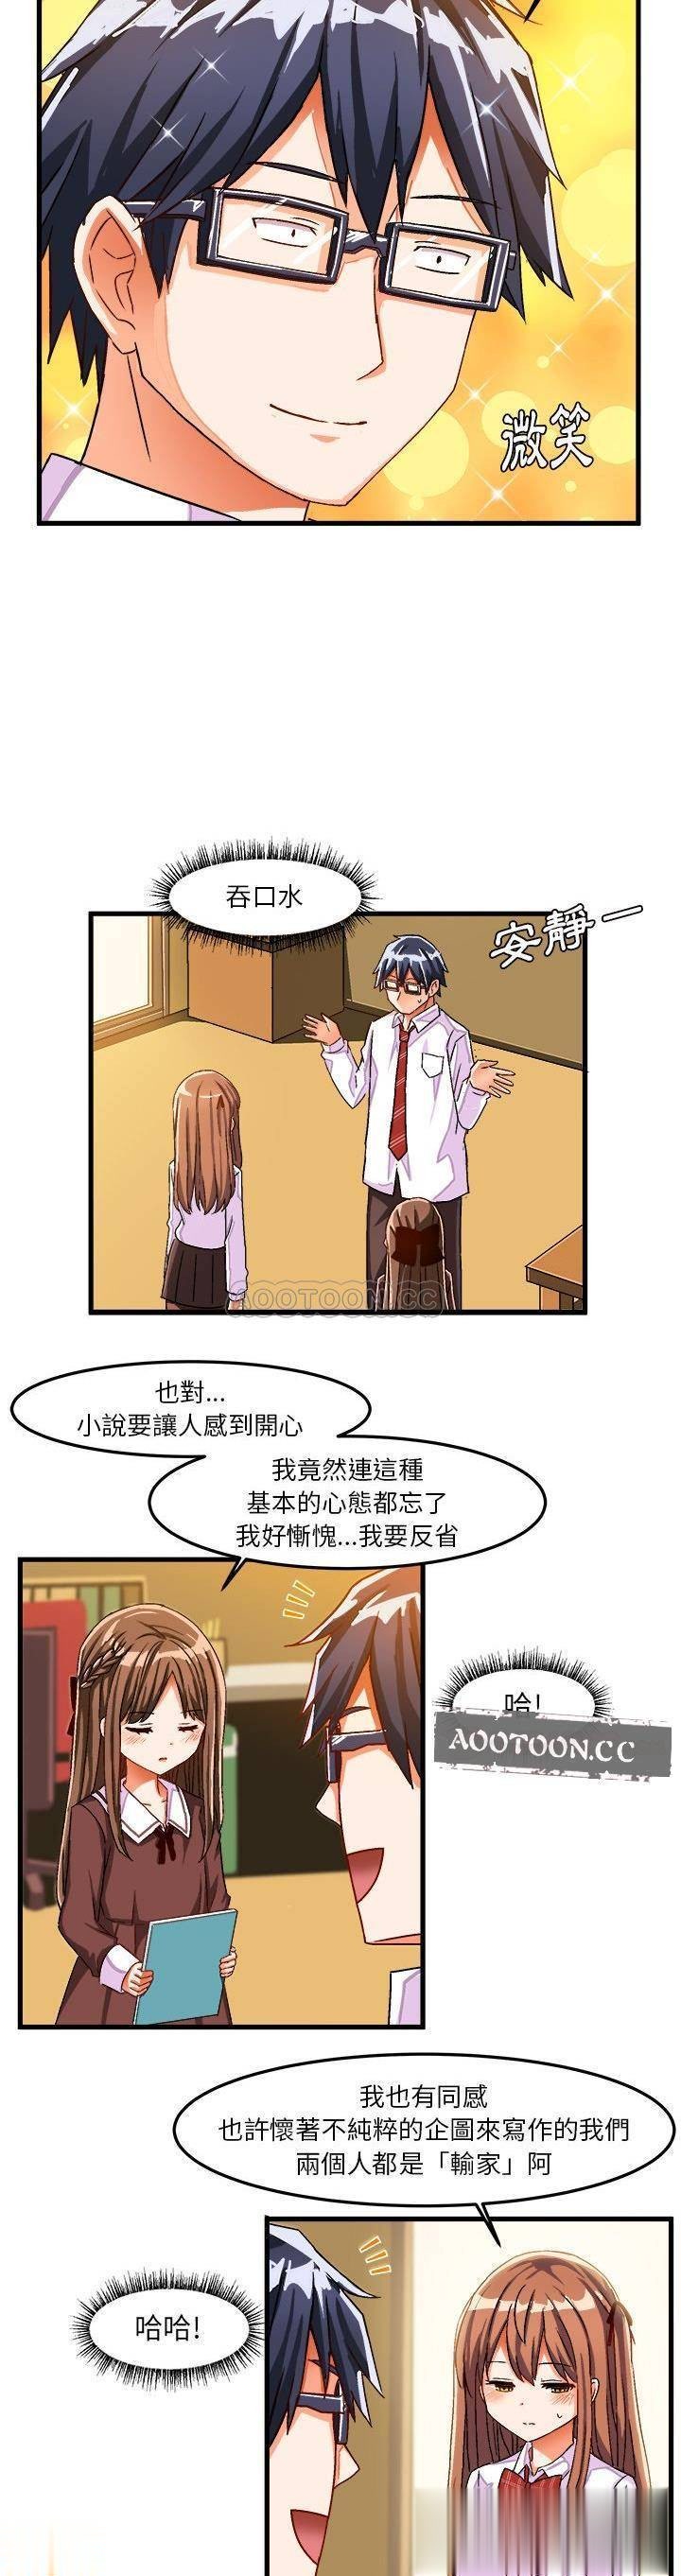 微笑
吞口水
安靜一
AOOTOON.CC
也對...
小說要讓人感到開心
我竟然連這種
基本的心態都忘了
我好慚愧...我要反省
哈!
AOOTOON.CC
我也有同感
也許懷著不純粹的企圖來寫作的我們
兩個人都是「輸家」阿
哈哈!